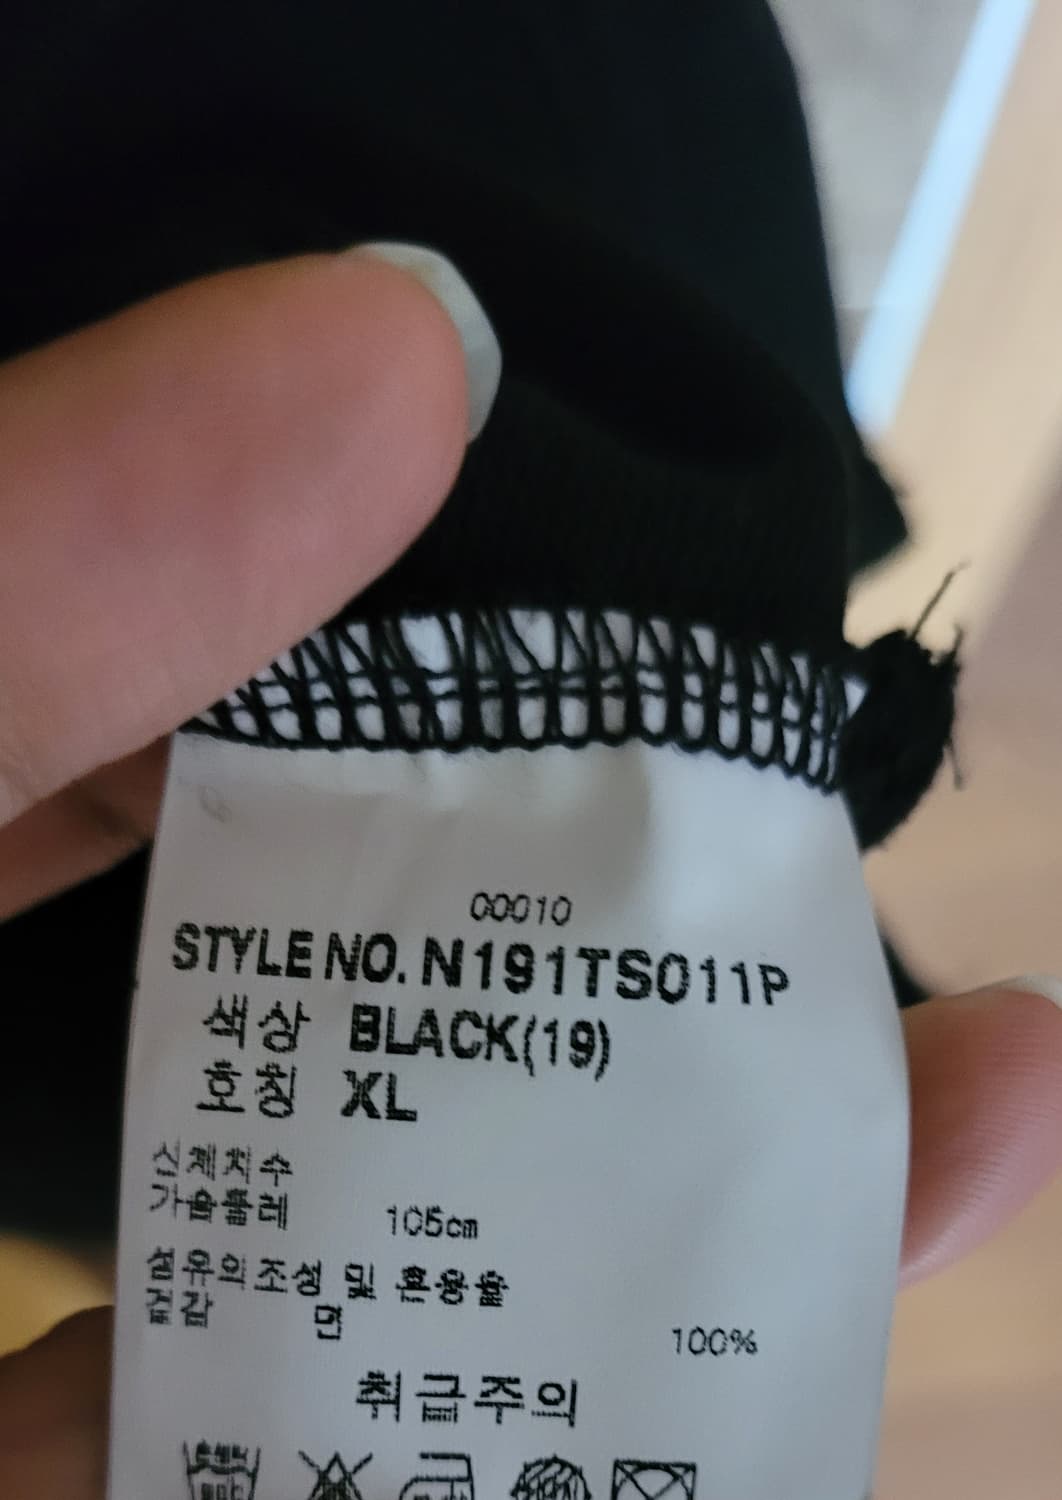 00010
STYLE NO. N191TS011P
색상 BLACK(19)
호칭 XL
신체치수
가슴둘레 105cm
섬유의조성 및 혼용율
겉감 면 100%
취급주의